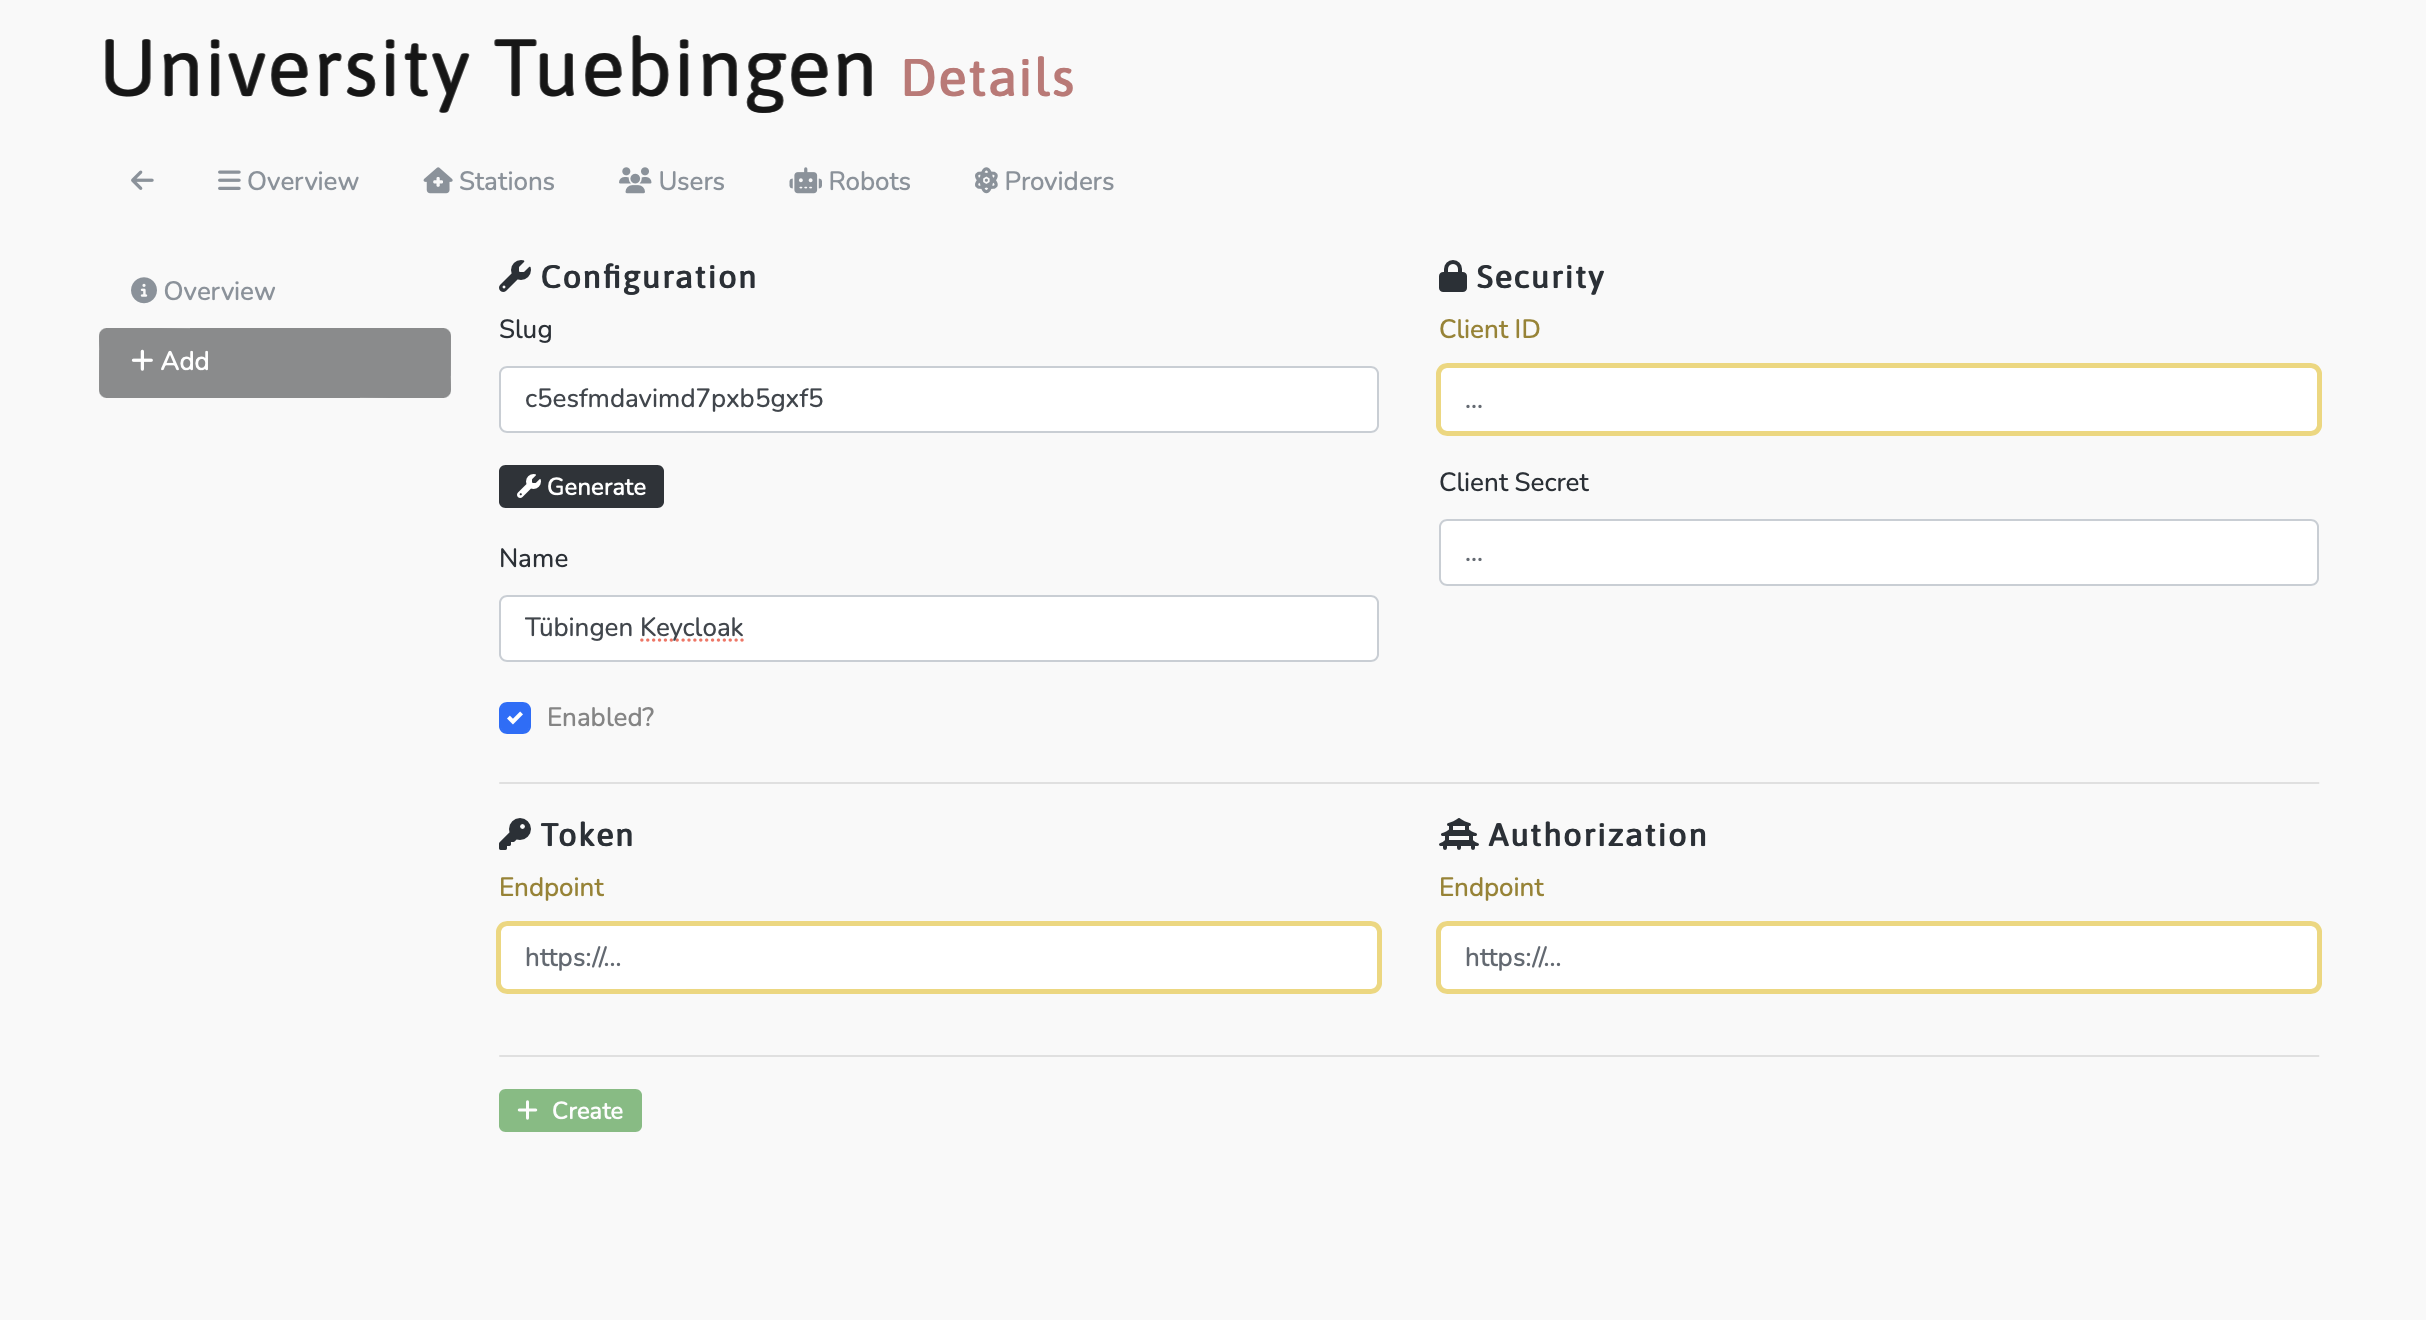 University Tuebingen Details
Overview Stations Users Robots Providers
Overview
Add
Configuration
Slug
c5esfmdavimd7pxb5gxf5
Generate
Name
Tübingen Keycloak
Enabled?
Security
Client ID
...
Client Secret
...
Token
Endpoint
https://...
Authorization
Endpoint
https://...
Create